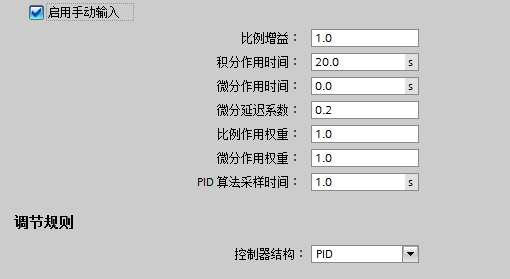 启用手动输入
比例增益： 1.0
积分作用时间： 20.0 s
微分作用时间： 0.0 s
微分延迟系数： 0.2
比例作用权重： 1.0
微分作用权重： 1.0
PID 算法采样时间： 1.0 s
调节规则
控制器结构： PID